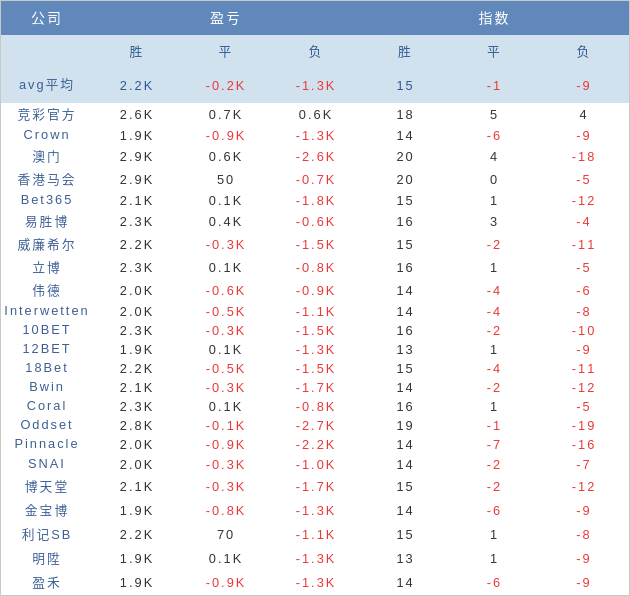 公司 盈亏 指数
胜 平 负 胜 平 负
avg平均 2.2K -0.2K -1.3K 15 -1 -9
竞彩官方 2.6K 0.7K 0.6K 18 5 4
Crown 1.9K -0.9K -1.3K 14 -6 -9
澳门 2.9K 0.6K -2.6K 20 4 -18
香港马会 2.9K 50 -0.7K 20 0 -5
Bet365 2.1K 0.1K -1.8K 15 1 -12
易胜博 2.3K 0.4K -0.6K 16 3 -4
威廉希尔 2.2K -0.3K -1.5K 15 -2 -11
立博 2.3K 0.1K -0.8K 16 1 -5
伟德 2.0K -0.6K -0.9K 14 -4 -6
Interwetten 2.0K -0.5K -1.1K 14 -4 -8
10BET 2.3K -0.3K -1.5K 16 -2 -10
12BET 1.9K 0.1K -1.3K 13 1 -9
18Bet 2.2K -0.5K -1.5K 15 -4 -11
Bwin 2.1K -0.3K -1.7K 14 -2 -12
Coral 2.3K 0.1K -0.8K 16 1 -5
Oddset 2.8K -0.1K -2.7K 19 -1 -19
Pinnacle 2.0K -0.9K -2.2K 14 -7 -16
SNAI 2.0K -0.3K -1.0K 14 -2 -7
博天堂 2.1K -0.3K -1.7K 15 -2 -12
金宝博 1.9K -0.8K -1.3K 14 -6 -9
利记SB 2.2K 70 -1.1K 15 1 -8
明陞 1.9K 0.1K -1.3K 13 1 -9
盈禾 1.9K -0.9K -1.3K 14 -6 -9